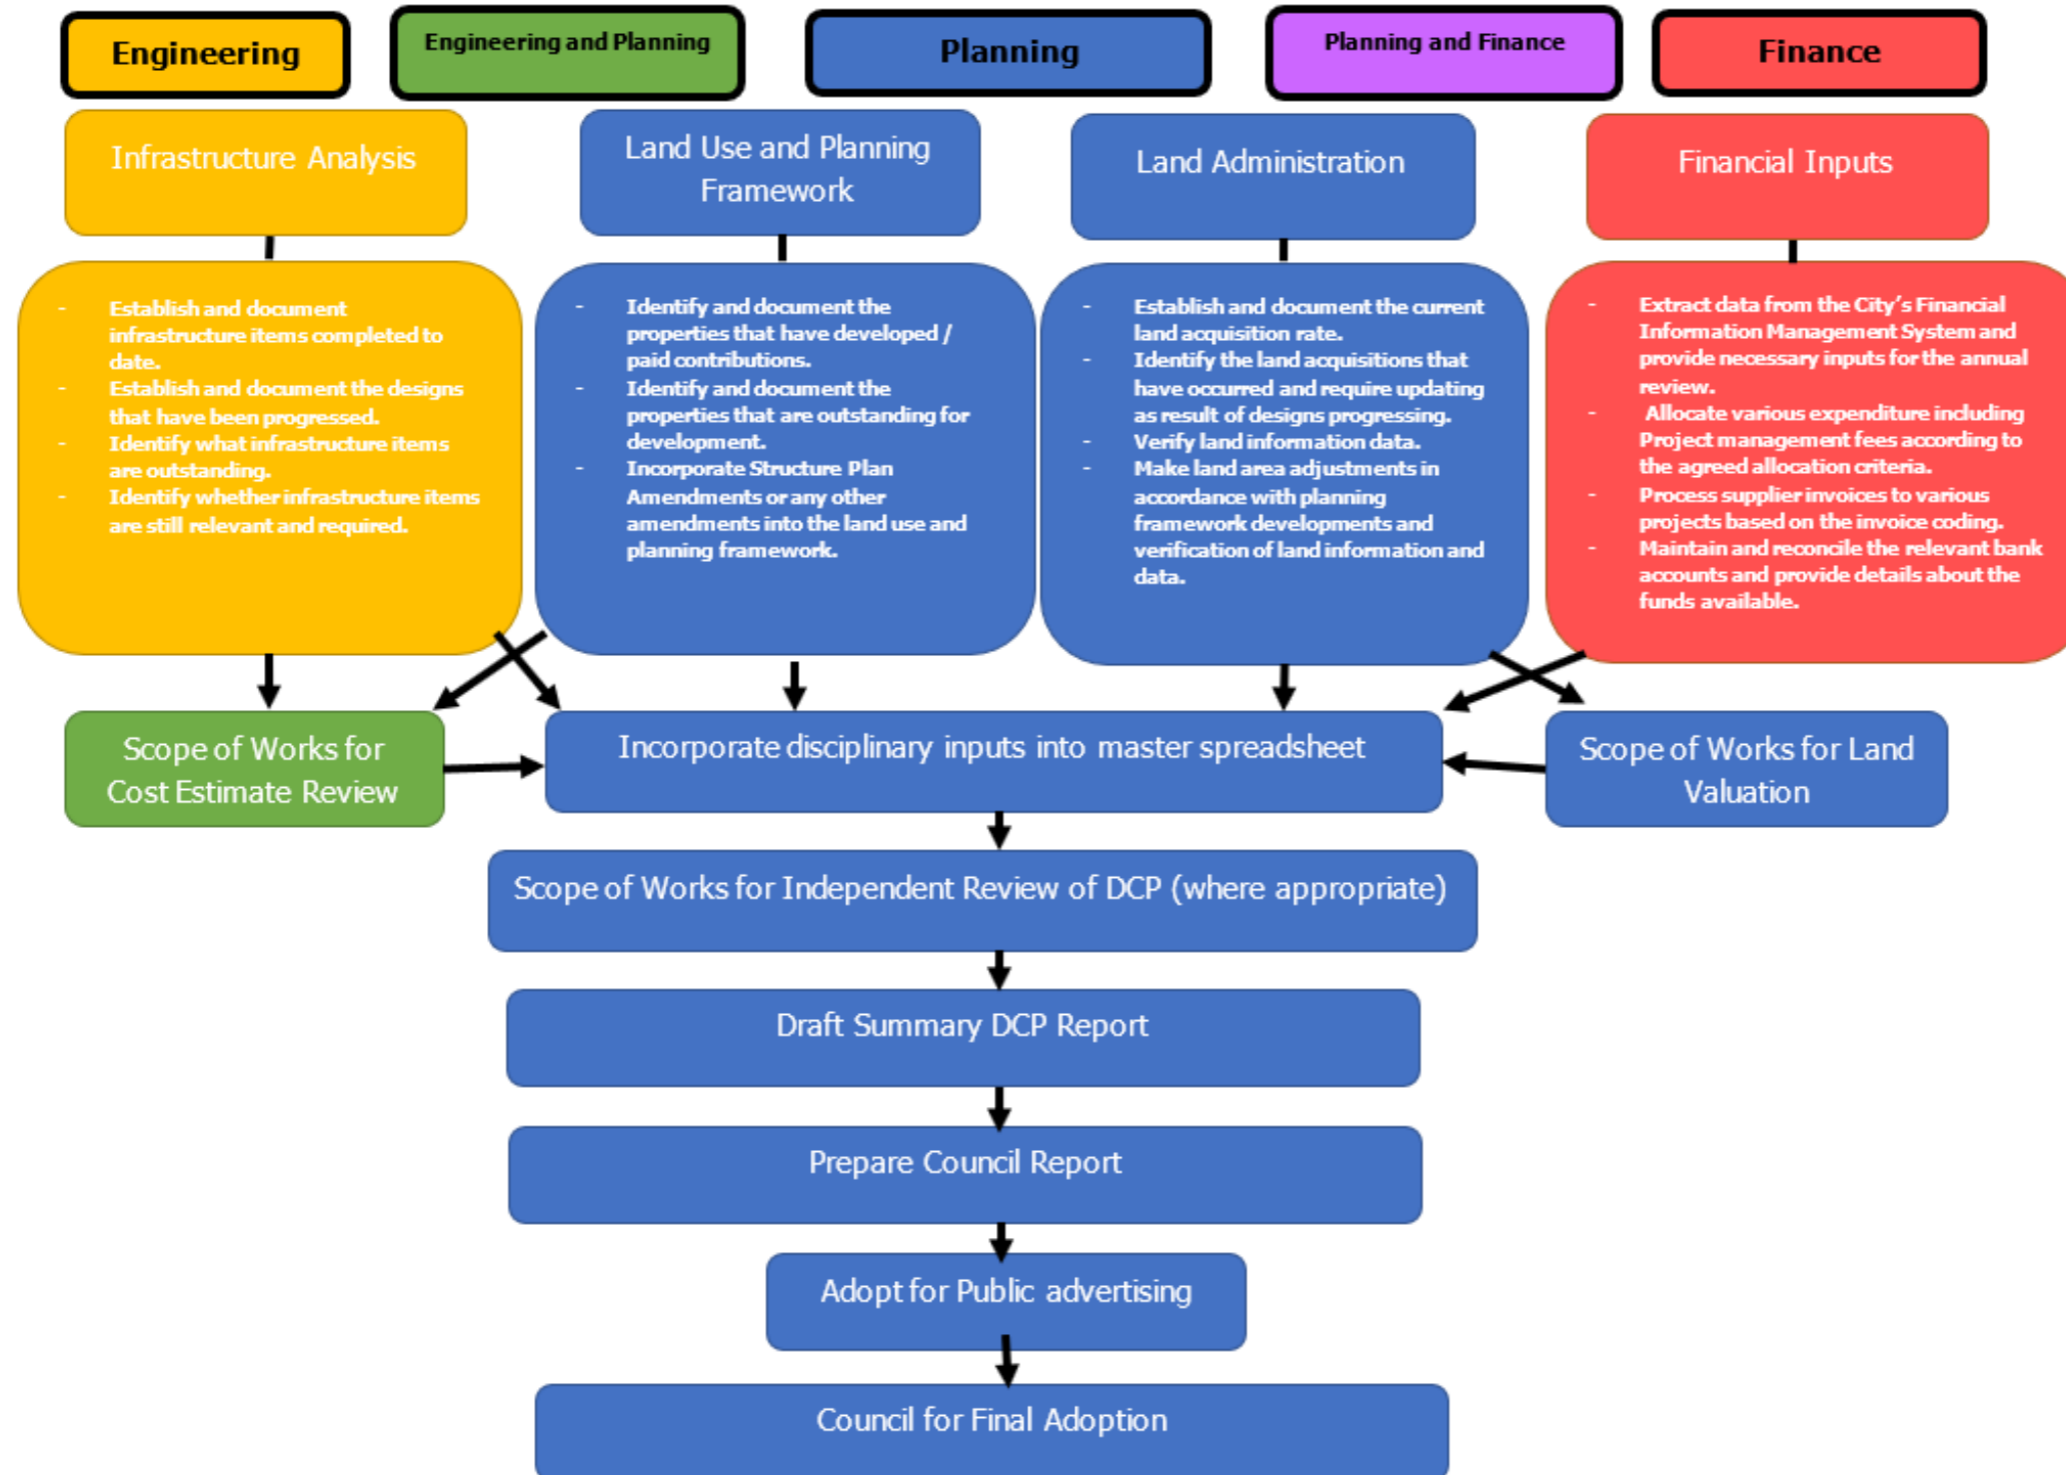 Engineering
Engineering and Planning
Planning
Planning and Finance
Finance
Infrastructure Analysis
Land Use and Planning
Framework
Land Administration
Financial Inputs
- Establish and document
infrastructure items completed to
date.
- Establish and document the designs
that have been progressed.
- Identify what infrastructure items
are outstanding.
- Identify whether infrastructure items
are still relevant and required.
- Identify and document the
properties that have developed /
paid contributions.
- Identify and document the
properties that are outstanding for
development.
- Incorporate Structure Plan
Amendments or any other
amendments into the land use and
planning framework.
- Establish and document the current
land acquisition rate.
- Identify the land acquisitions that
have occurred and require updating
as result of designs progressing.
- Verify land information data.
- Make land area adjustments in
accordance with planning
framework developments and
verification of land information and
data.
- Extract data from the City's Financial
Information Management System and
provide necessary inputs for the annual
review.
- Allocate various expenditure including
Project management fees according to
the agreed allocation criteria.
- Process supplier invoices to various
projects based on the invoice coding.
- Maintain and reconcile the relevant bank
accounts and provide details about the
funds available.
Scope of Works for
Cost Estimate Review
Incorporate disciplinary inputs into master spreadsheet
Scope of Works for Land
Valuation
Scope of Works for Independent Review of DCP (where appropriate)
Draft Summary DCP Report
Prepare Council Report
Adopt for Public advertising
Council for Final Adoption